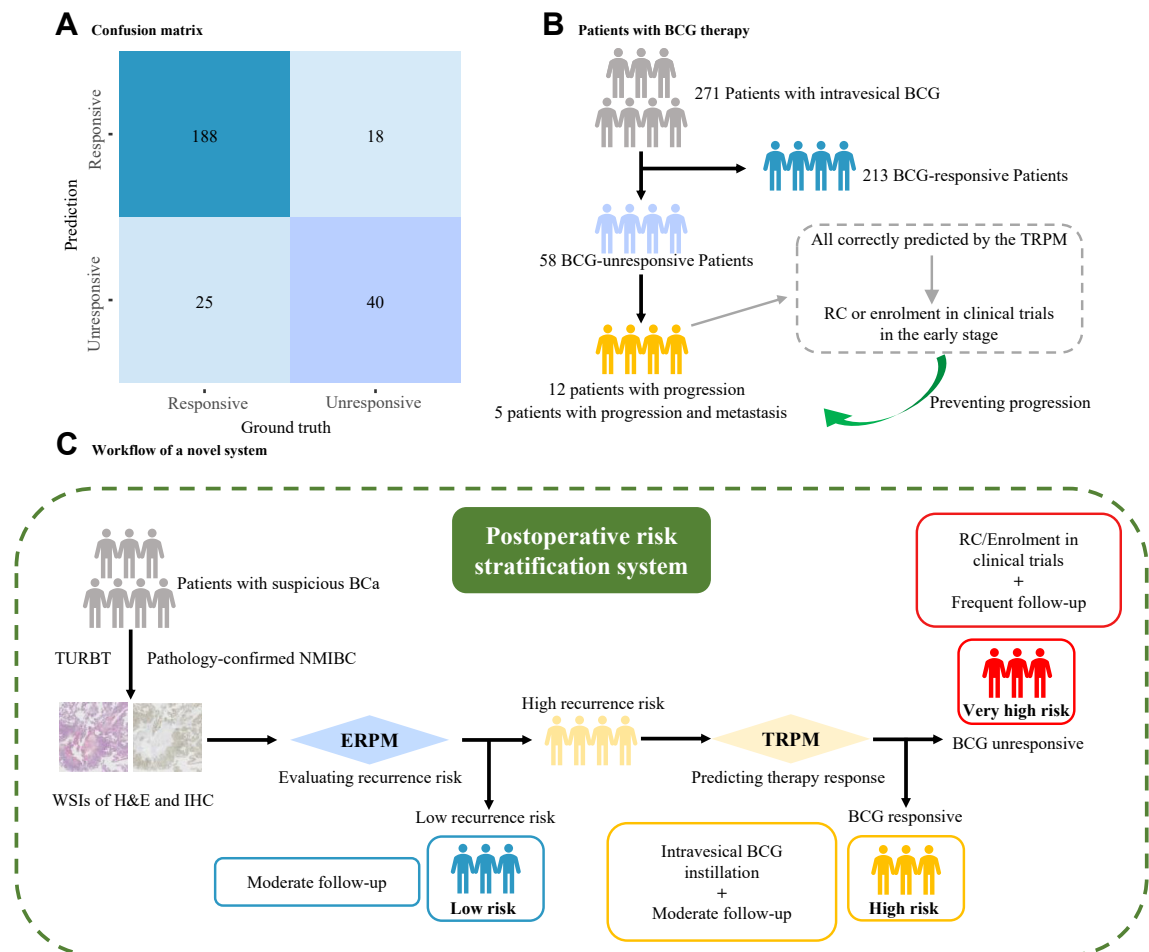 A Confusion matrix
Prediction
Responsive
Unresponsive
188
18
25
40
Responsive
Unresponsive
Ground truth
B Patients with BCG therapy
271 Patients with intravesical BCG
213 BCG-responsive Patients
58 BCG-unresponsive Patients
All correctly predicted by the TRPM
RC or enrolment in clinical trials
in the early stage
12 patients with progression
5 patients with progression and metastasis
Preventing progression
C Workflow of a novel system
Postoperative risk
stratification system
Patients with suspicious BCa
TURBT
Pathology-confirmed NMIBC
WSIs of H&E and IHC
ERPM
Evaluating recurrence risk
High recurrence risk
Low recurrence risk
Low risk
Moderate follow-up
TRPM
Predicting therapy response
BCG responsive
High risk
Intravesical BCG
instillation
+
Moderate follow-up
RC/Enrolment in
clinical trials
+
Frequent follow-up
Very high risk
BCG unresponsive